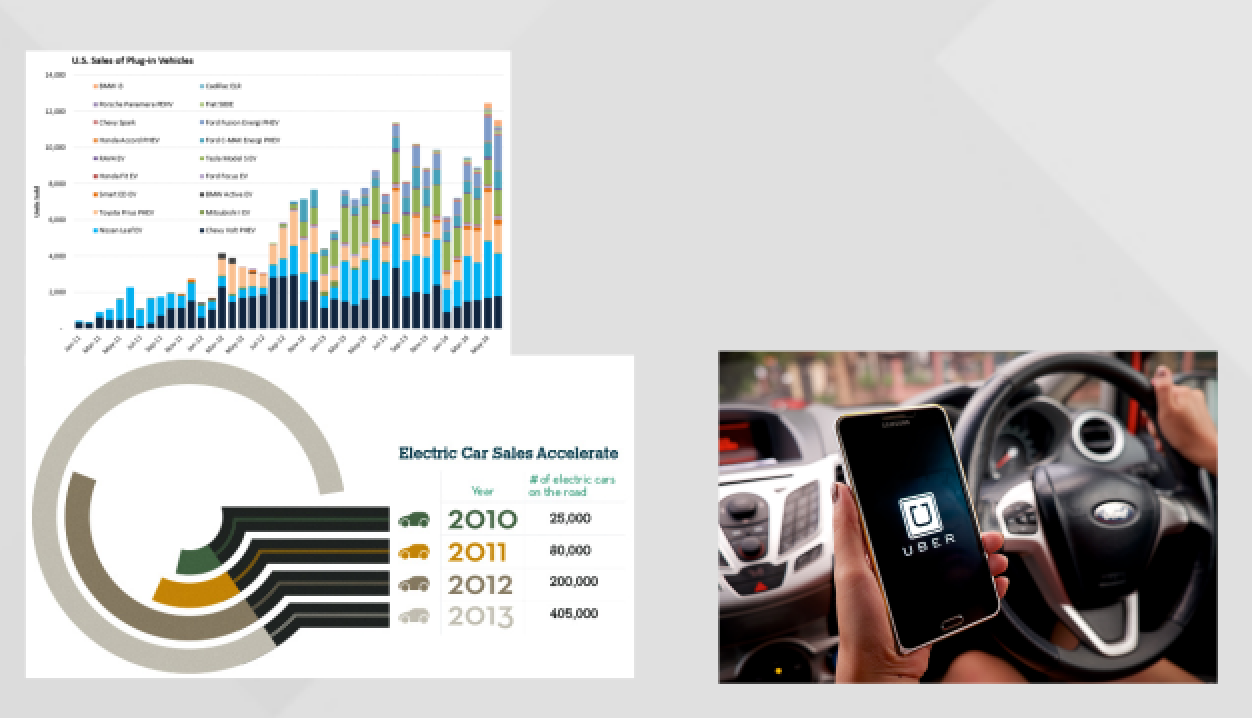 U.S. Sales of Plug-in Vehicles
14,000
12,000
10,000
8,000
6,000
4,000
2,000
-
Units Sold
BMW i8
Cadillac ELR
Porsche Panamera PEHV
Fiat 500E
Chevy Spark
Ford Fusion Energi PHEV
Honda Accord PHEV
Ford C-MAX Energi PHEV
RAV4 EV
Tesla Model S EV
Honda Fit EV
Ford Focus EV
Smart ED EV
BMW Active EV
Toyota Prius PHEV
Mitsubishi I EV
Nissan Leaf EV
Chevy Volt PHEV
Jan-11
Mar-11
May-11
Jul-11
Sep-11
Nov-11
Jan-12
Mar-12
May-12
Jul-12
Sep-12
Nov-12
Jan-13
Mar-13
May-13
Jul-13
Sep-13
Nov-13
Jan-14
Mar-14
May-14
Electric Car Sales Accelerate
Year
# of electric cars
on the road
2010 25,000
2011 80,000
2012 200,000
2013 405,000
SAMSUNG
UBER
Ford